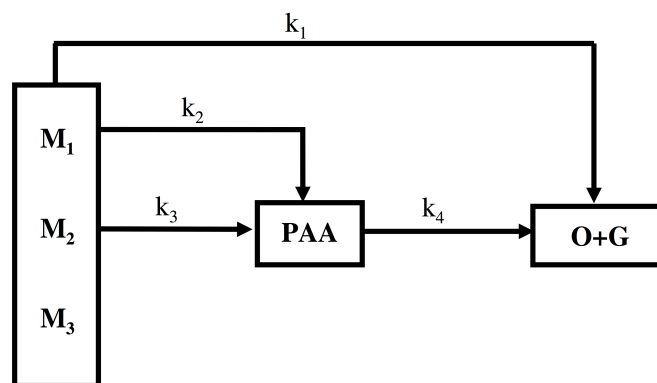 k₁
k₂
M₁
k₃
k₄
M₂
PAA
O+G
M₃